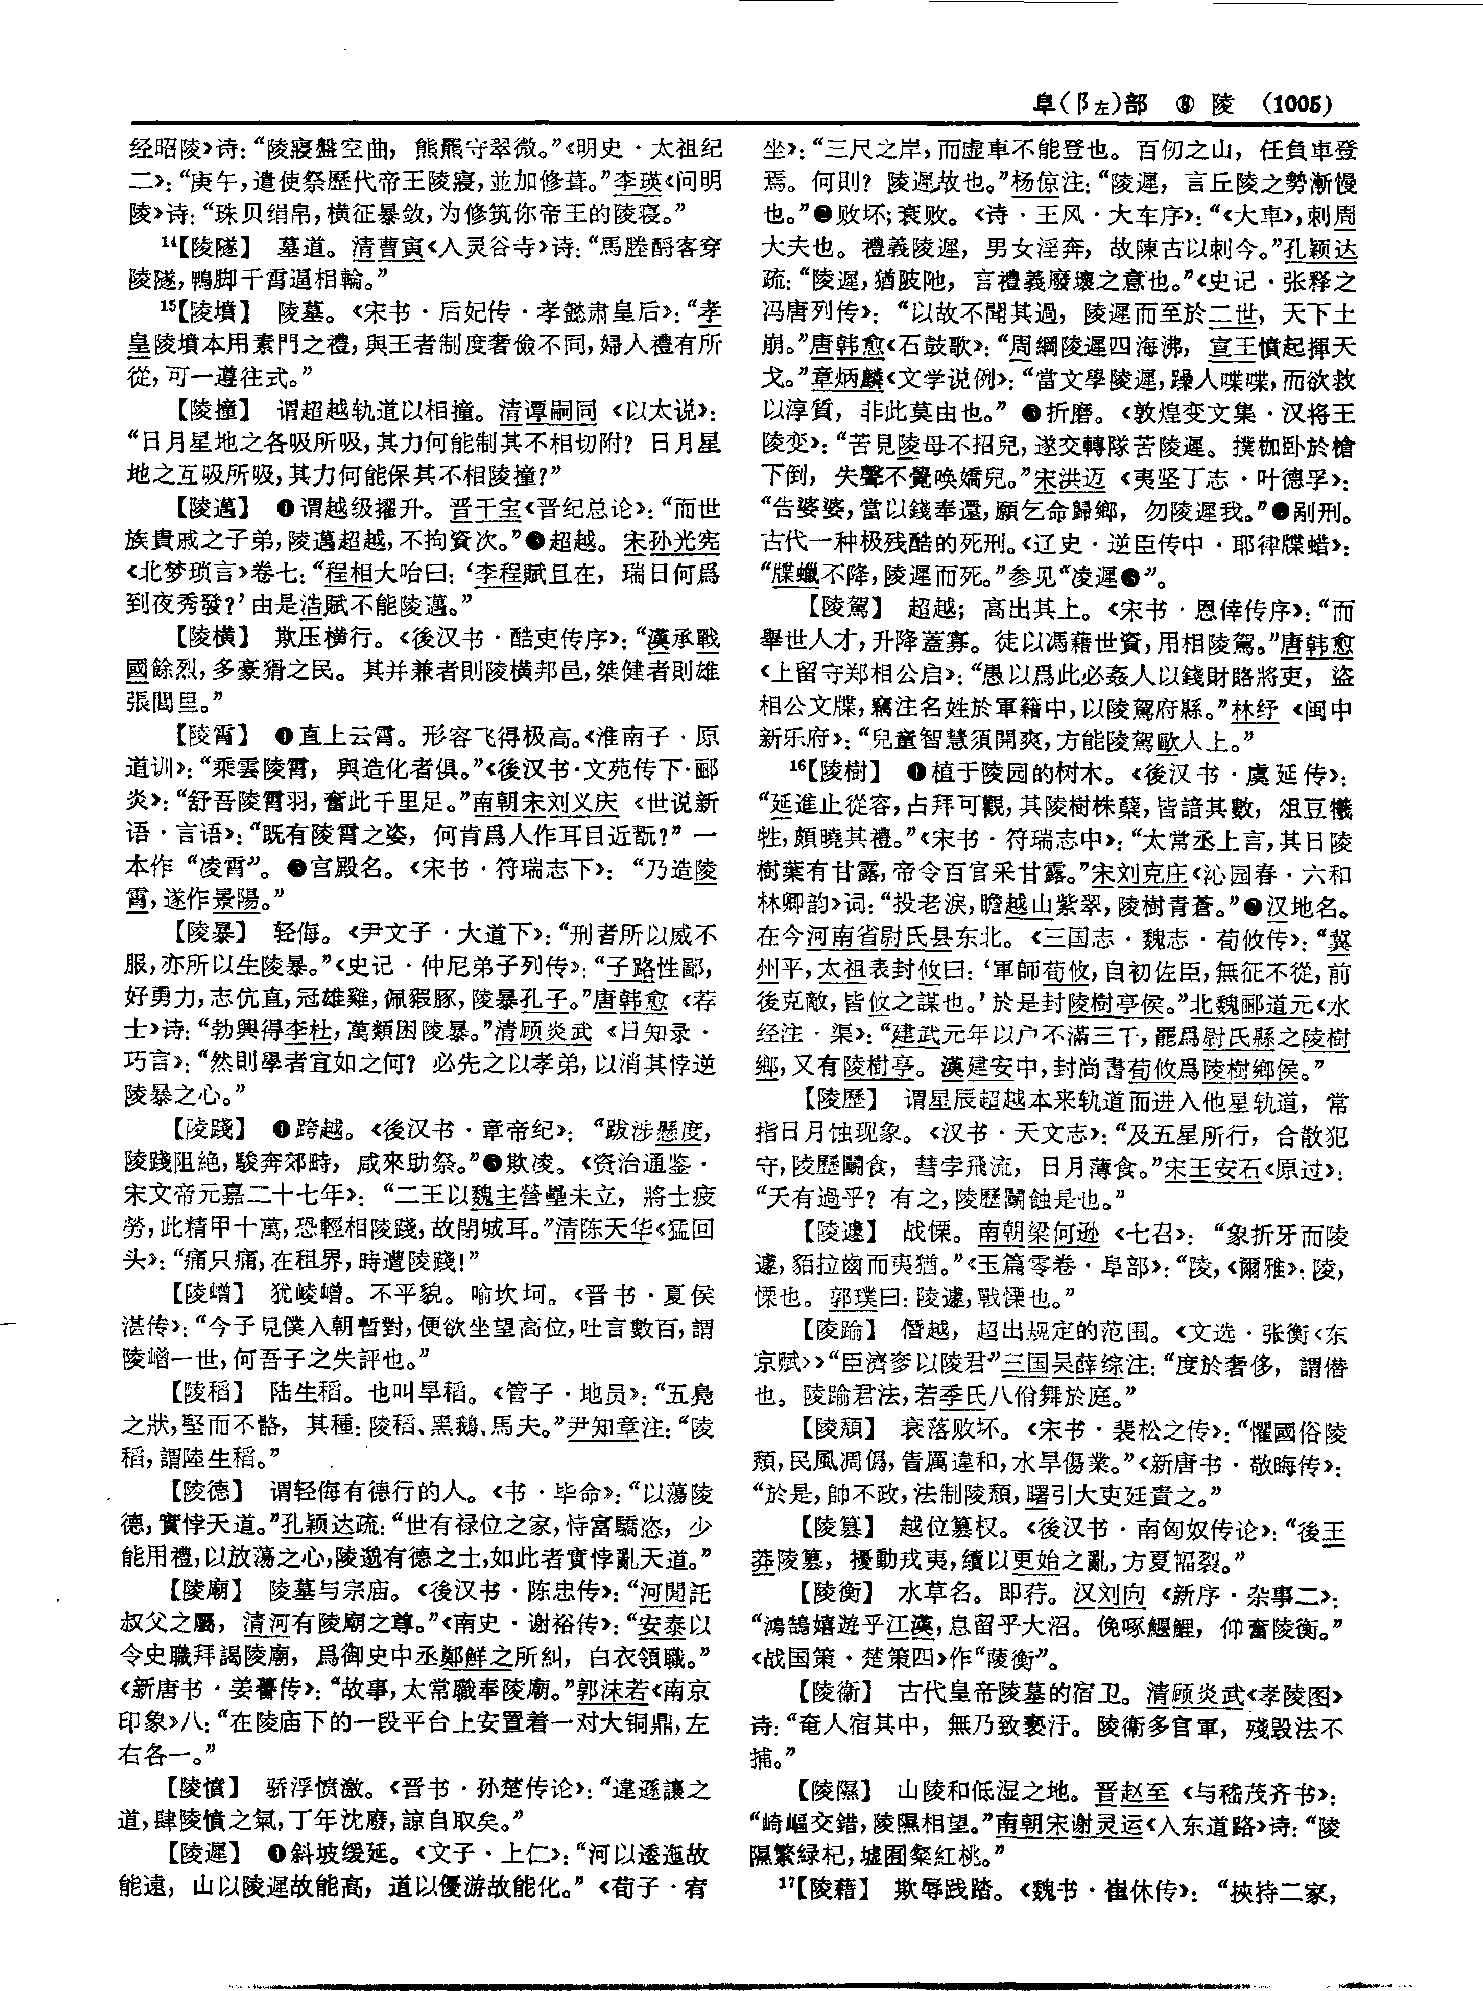 阜(阝左)部 ⑧ 陵 (1005)
经昭陵》诗:“陵寢盤空曲，熊羆守翠微。”《明史·太祖纪
二》:“庚午，遣使祭歷代帝王陵寢，並加修葺。”李瑛《问明
陵》诗:“珠贝绢帛，横征暴敛，为修筑你帝王的陵寝。”
14【陵隧】 墓道。清曹寅《入灵谷寺》诗:“馬塍酹客穿
陵隧，鴨脚干霄逼相輪。”
15【陵墳】 陵墓。《宋书·后妃传·孝懿肃皇后》:“孝
皇陵墳本用素門之禮，與王者制度奢儉不同，婦人禮有所
從，可一遵往式。”
【陵撞】 谓超越轨道以相撞。清谭嗣同《以太说》:
“日月星地之各吸所吸，其力何能制其不相切附？日月星
地之互吸所吸，其力何能保其不相陵撞？”
【陵邁】 ❶谓超越级擢升。晋干宝《晋纪总论》:“而世
族貴戚之子弟，陵邁超越，不拘資次。”❷超越。宋孙光宪
《北梦琐言》卷七:“程相大咍曰:‘李程賦且在，瑞日何爲
到夜秀發？’由是浩賦不能陵邁。”
【陵横】 欺压横行。《後汉书·酷吏传序》:“漢承戰
國餘烈，多豪猾之民。其并兼者則陵横邦邑，桀健者則雄
張閭里。”
【陵霄】 ❶直上云霄。形容飞得极高。《淮南子·原
道训》:“乘雲陵霄，與造化者俱。”《後汉书·文苑传下·郦
炎》:“舒吾陵霄羽，奮此千里足。”南朝宋刘义庆《世说新
语·言语》:“既有陵霄之姿，何肯爲人作耳目近翫？”一
本作“凌霄”。❷宫殿名。《宋书·符瑞志下》:“乃造陵
霄，遂作景陽。”
【陵暴】 轻侮。《尹文子·大道下》:“刑者所以威不
服，亦所以生陵暴。”《史记·仲尼弟子列传》:“子路性鄙，
好勇力，志伉直，冠雄雞，佩豭豚，陵暴孔子。”唐韩愈《荐
士》诗:“勃興得李杜，萬類困陵暴。”清顾炎武《日知录·
巧言》:“然則學者宜如之何？必先之以孝弟，以消其悖逆
陵暴之心。”
【陵踐】 ❶跨越。《後汉书·章帝纪》:“跋涉懸度，
陵踐阻絶，駿奔郊畤，咸來助祭。”❷欺凌。《资治通鉴·
宋文帝元嘉二十七年》:“二王以魏主營壘未立，將士疲
勞，此精甲十萬，恐輕相陵踐，故閉城耳。”清陈天华《猛回
头》:“痛只痛，在租界，時遭陵踐！”
【陵嶒】 犹崚嶒。不平貌。喻坎坷。《晋书·夏侯
湛传》:“今子見僕入朝暫對，便欲坐望高位，吐言數百，謂
陵嶒一世，何吾子之失評也。”
【陵稻】 陆生稻。也叫旱稻。《管子·地员》:“五鳧
之狀，堅而不骼，其種:陵稻、黑鵝、馬夫。”尹知章注:“陵
稻，謂陸生稻。”
【陵德】 谓轻侮有德行的人。《书·毕命》:“以蕩陵
德，實悖天道。”孔颖达疏:“世有禄位之家，恃富驕恣，少
能用禮，以放蕩之心，陵邈有德之士，如此者實悖亂天道。”
【陵廟】 陵墓与宗庙。《後汉书·陈忠传》:“河閒託
叔父之屬，清河有陵廟之尊。”《南史·谢裕传》:“安泰以
令史職拜謁陵廟，爲御史中丞鄭鮮之所糾，白衣領職。”
《新唐书·姜謩传》:“故事，太常職奉陵廟。”郭沫若《南京
印象》八:“在陵庙下的一段平台上安置着一对大铜鼎，左
右各一。”
【陵憤】 骄浮愤激。《晋书·孙楚传论》:“違遜讓之
道，肆陵憤之氣，丁年沈廢，諒自取矣。”
【陵遲】 ❶斜坡缓延。《文子·上仁》:“河以逶迤故
能遠，山以陵遲故能高，道以優游故能化。”《荀子·宥
坐》:“三尺之岸，而虚車不能登也。百仞之山，任負車登
焉。何則？陵遲故也。”杨倞注:“陵遲，言丘陵之勢漸慢
也。”❷败坏;衰败。《诗·王风·大车序》:“《大車》，刺周
大夫也。禮義陵遲，男女淫奔，故陳古以刺今。”孔颖达
疏:“陵遲，猶陂阤，言禮義廢壞之意也。”《史记·张释之
冯唐列传》:“以故不聞其過，陵遲而至於二世，天下土
崩。”唐韩愈《石鼓歌》:“周綱陵遲四海沸，宣王憤起揮天
戈。”章炳麟《文学说例》:“當文學陵遲，躁人喋喋，而欲救
以淳質，非此莫由也。”❸折磨。《敦煌变文集·汉将王
陵变》:“苦見陵母不招兒，遂交轉隊苦陵遲。撲枷卧於槍
下倒，失聲不覺唤嬌兒。”宋洪迈《夷坚丁志·叶德孚》:
“告婆婆，當以錢奉還，願乞命歸鄉，勿陵遲我。”❹剐刑。
古代一种极残酷的死刑。《辽史·逆臣传中·耶律牒蜡》:
“牒蠟不降，陵遲而死。”参见“凌遲❸”。
【陵駕】 超越；高出其上。《宋书·恩倖传序》:“而
舉世人才，升降蓋寡。徒以馮藉世資，用相陵駕。”唐韩愈
《上留守郑相公启》:“愚以爲此必姦人以錢財賂將吏，盗
相公文牒，竊注名姓於軍籍中，以陵駕府縣。”林纾《闽中
新乐府》:“兒童智慧須開爽，方能陵駕歐人上。”
16【陵樹】 ❶植于陵园的树木。《後汉书·虞延传》:
“延進止從容，占拜可觀，其陵樹株蘖，皆諳其數，俎豆犧
牲，頗曉其禮。”《宋书·符瑞志中》:“太常丞上言，其日陵
樹葉有甘露，帝令百官采甘露。”宋刘克庄《沁园春·六和
林卿韵》词:“投老淚，瞻越山紫翠，陵樹青蒼。”❷汉地名。
在今河南省尉氏县东北。《三国志·魏志·荀攸传》:“冀
州平，太祖表封攸曰:‘軍師荀攸，自初佐臣，無征不從，前
後克敵，皆攸之謀也。’於是封陵樹亭侯。”北魏郦道元《水
经注·渠》:“建武元年以户不滿三千，罷爲尉氏縣之陵樹
鄉，又有陵樹亭。漢建安中，封尚書荀攸爲陵樹鄉侯。”
【陵歷】 谓星辰超越本来轨道而进入他星轨道，常
指日月蚀现象。《汉书·天文志》:“及五星所行，合散犯
守，陵歷鬭食，彗孛飛流，日月薄食。”宋王安石《原过》:
“天有過乎？有之，陵歷鬭蝕是也。”
【陵遽】 战慄。南朝梁何逊《七召》:“象折牙而陵
遽，貊拉齒而夷猶。”《玉篇零卷·阜部》:“陵，《爾雅》:陵，
慄也。郭璞曰:陵遽，戰慄也。”
【陵踰】 僭越，超出规定的范围。《文选·张衡〈东
京赋〉》“臣濟奓以陵君”三国吴薛综注:“度於奢侈，謂僭
也。陵踰君法，若季氏八佾舞於庭。”
【陵頹】 衰落败坏。《宋书·裴松之传》:“懼國俗陵
頹，民風凋僞，眚厲違和，水旱傷業。”《新唐书·敬晦传》:
“於是，帥不政，法制陵頹，曙引大吏廷責之。”
【陵篡】 越位篡权。《後汉书·南匈奴传论》:“後王
莽陵篡，擾動戎夷，續以更始之亂，方夏幅裂。”
【陵衡】 水草名。即荇。汉刘向《新序·杂事二》:
“鴻鵠嬉遊乎江漢，息留乎大沼。俛啄鰋鯉，仰奮陵衡。”
《战国策·楚策四》作“䔖衡”。
【陵衛】 古代皇帝陵墓的宿卫。清顾炎武《孝陵图》
诗:“奄人宿其中，無乃致褻汙。陵衛多官軍，殘毀法不
捕。”
【陵隰】 山陵和低湿之地。晋赵至《与嵇茂齐书》:
“崎嶇交錯，陵隰相望。”南朝宋谢灵运《入东道路》诗:“陵
隰繁緑杞，墟囿粲紅桃。”
17【陵藉】 欺辱践踏。《魏书·崔休传》:“挾持二家，